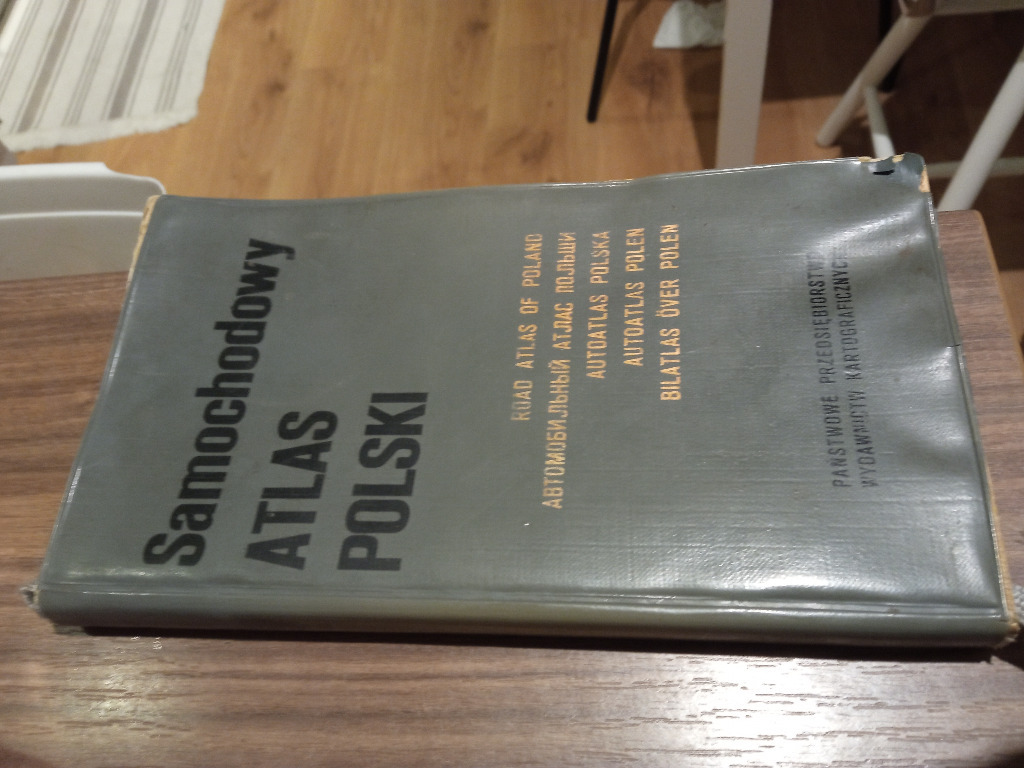 Samochodowy
ATLAS
POLSKI
ROAD ATLAS OF POLAND
АВТОМОБИЛЬНЫЙ АТЛАС ПОЛЬШИ
AUTOATLAS POLSKA
AUTOATLAS POLEN
BILATLAS ÖVER POLEN
PAŃSTWOWE PRZEDSIĘBIORSTWO
WYDAWNICTW KARTOGRAFICZNYCH